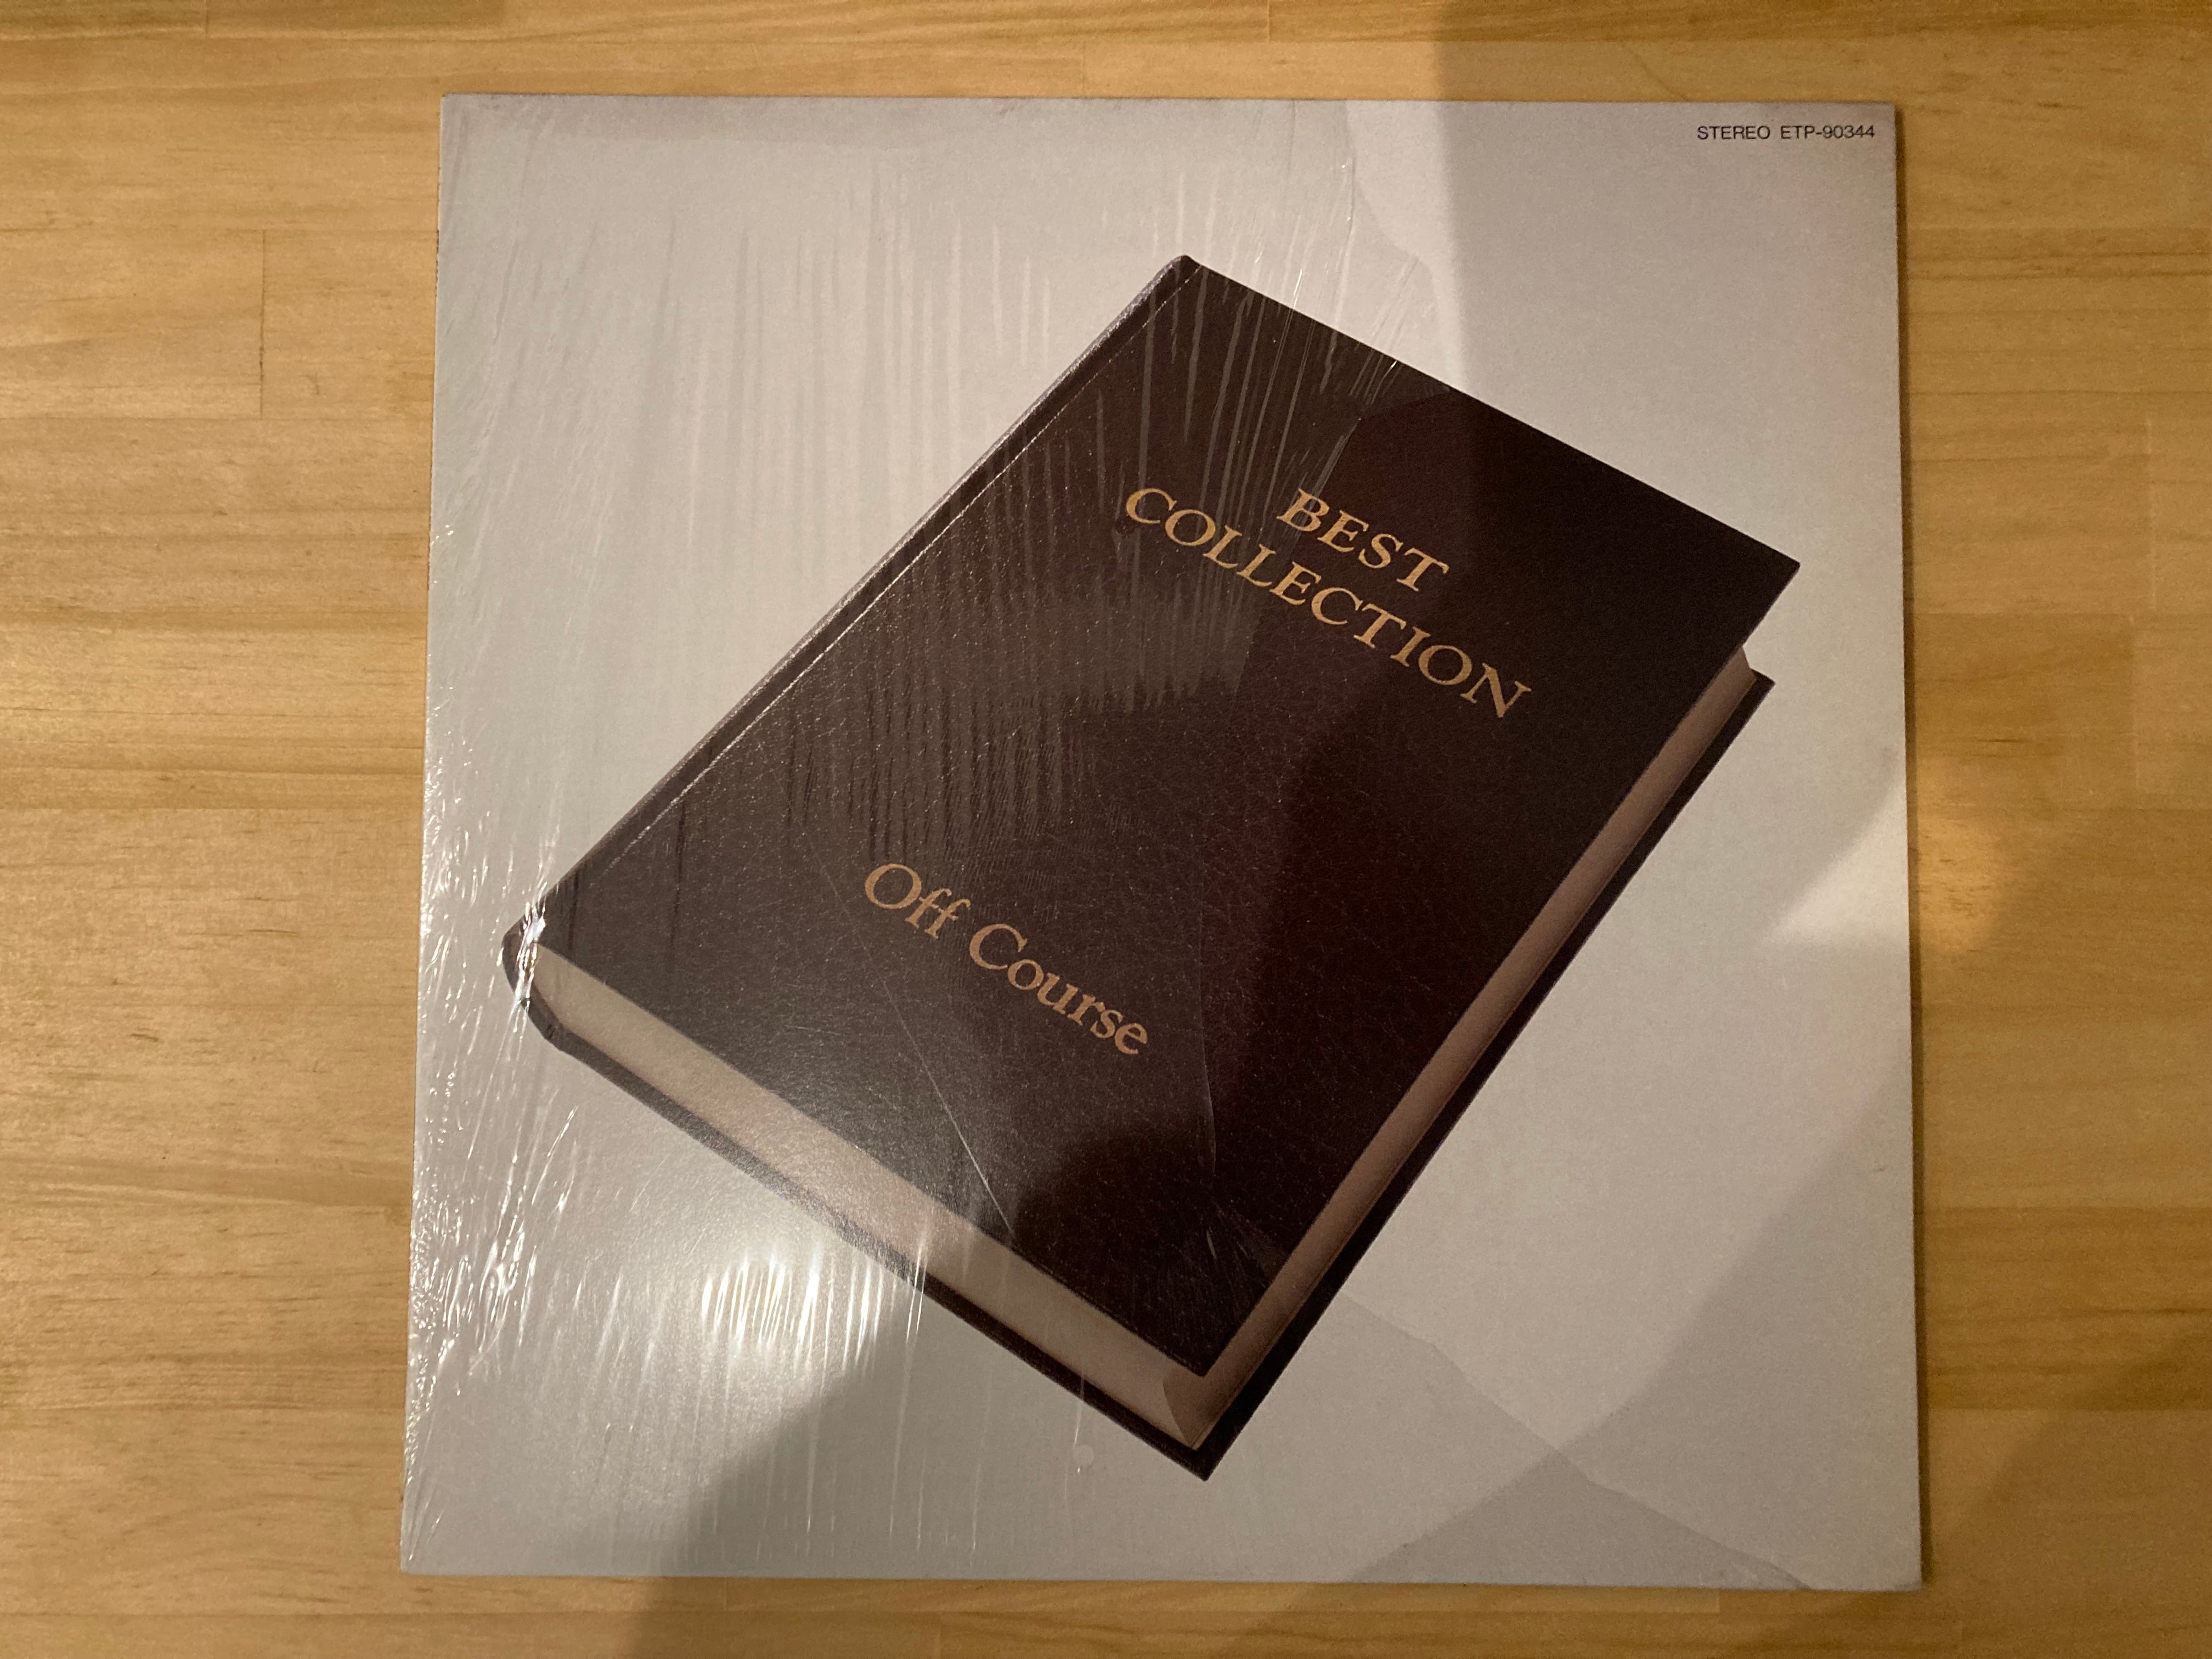 STEREO ETP-90344
BEST
COLLECTION
Off Course